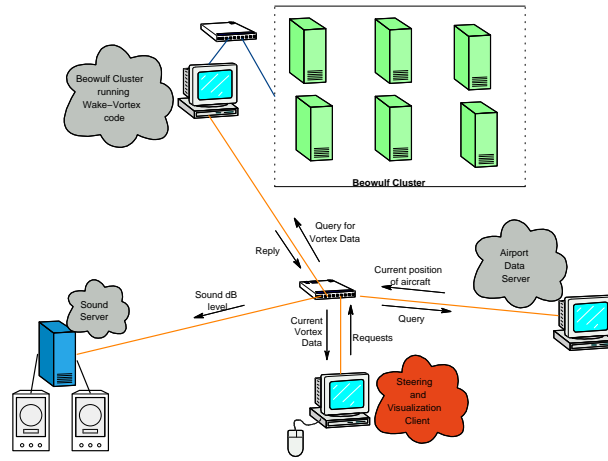 Beowulf Cluster
running
Wake–Vortex
code
Beowulf Cluster
Query for
Vortex Data
Reply
Airport
Data
Server
Current position
of aircraft
Query
Sound dB
level
Sound
Server
Current
Vortex
Data
Requests
Steering
and
Visualization
Client